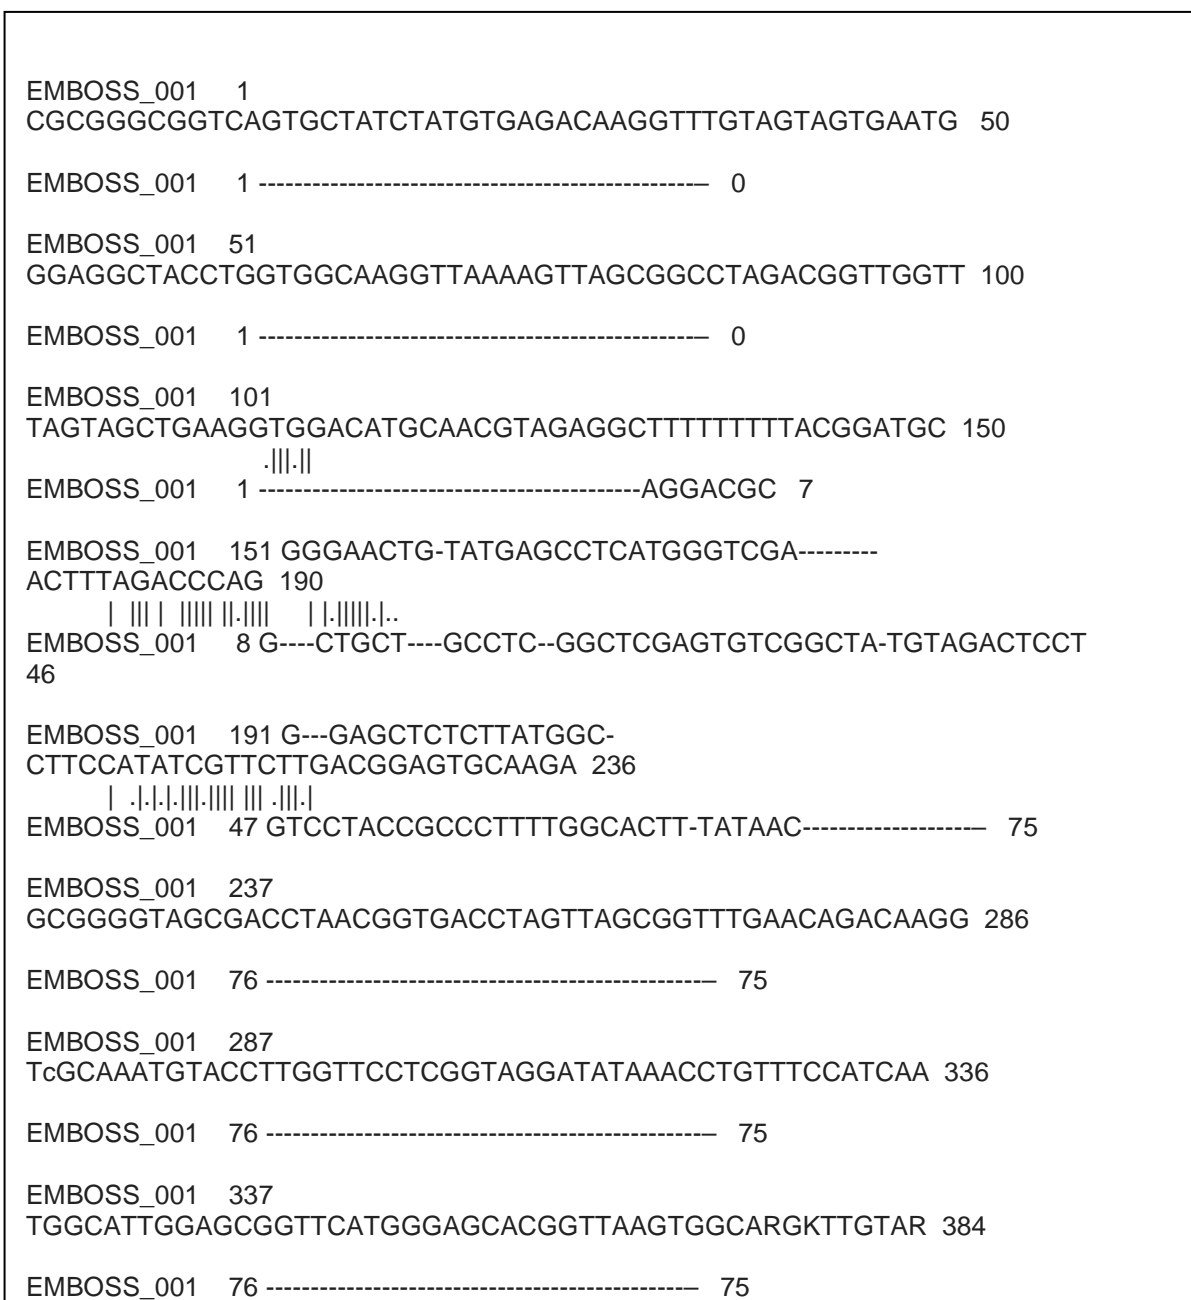 EMBOSS_001 1
CGCGGGCGGTCAGTGCTATCTATGTGAGACAAGGTTTGTAGTAGTGAATG 50
EMBOSS_001 1 -------------------------------------------------– 0
EMBOSS_001 51
GGAGGCTACCTGGTGGCAAGGTTAAAAGTTAGCGGCCTAGACGGTTGGTT 100
EMBOSS_001 1 -------------------------------------------------– 0
EMBOSS_001 101
TAGTAGCTGAAGGTGGACATGCAACGTAGAGGCTTTTTTTTTACGGATGC 150
.|||.||
EMBOSS_001 1 -------------------------------------------AGGACGC 7
EMBOSS_001 151 GGGAACTG-TATGAGCCTCATGGGTCGA---------
ACTTTAGACCCAG 190
| ||| | ||||| ||.|||| | |.|||||.|..
EMBOSS_001 8 G----CTGCT----GCCTC--GGCTCGAGTGTCGGCTA-TGTAGACTCCT
46
EMBOSS_001 191 G---GAGCTCTCTTATGGC-
CTTCCATATCGTTCTTGACGGAGTGCAAGA 236
| .|.|.|.|||.|||| ||| .|||.|
EMBOSS_001 47 GTCCTACCGCCCTTTTGGCACTT-TATAAC-------------------– 75
EMBOSS_001 237
GCGGGGTAGCGACCTAACGGTGACCTAGTTAGCGGTTTGAACAGACAAGG 286
EMBOSS_001 76 -------------------------------------------------– 75
EMBOSS_001 287
TcGCAAATGTACCTTGGTTCCTCGGTAGGATATAAACCTGTTTCCATCAA 336
EMBOSS_001 76 -------------------------------------------------– 75
EMBOSS_001 337
TGGCATTGGAGCGGTTCATGGGAGCACGGTTAAGTGGCARGKTTGTAR 384
EMBOSS_001 76 -----------------------------------------------– 75